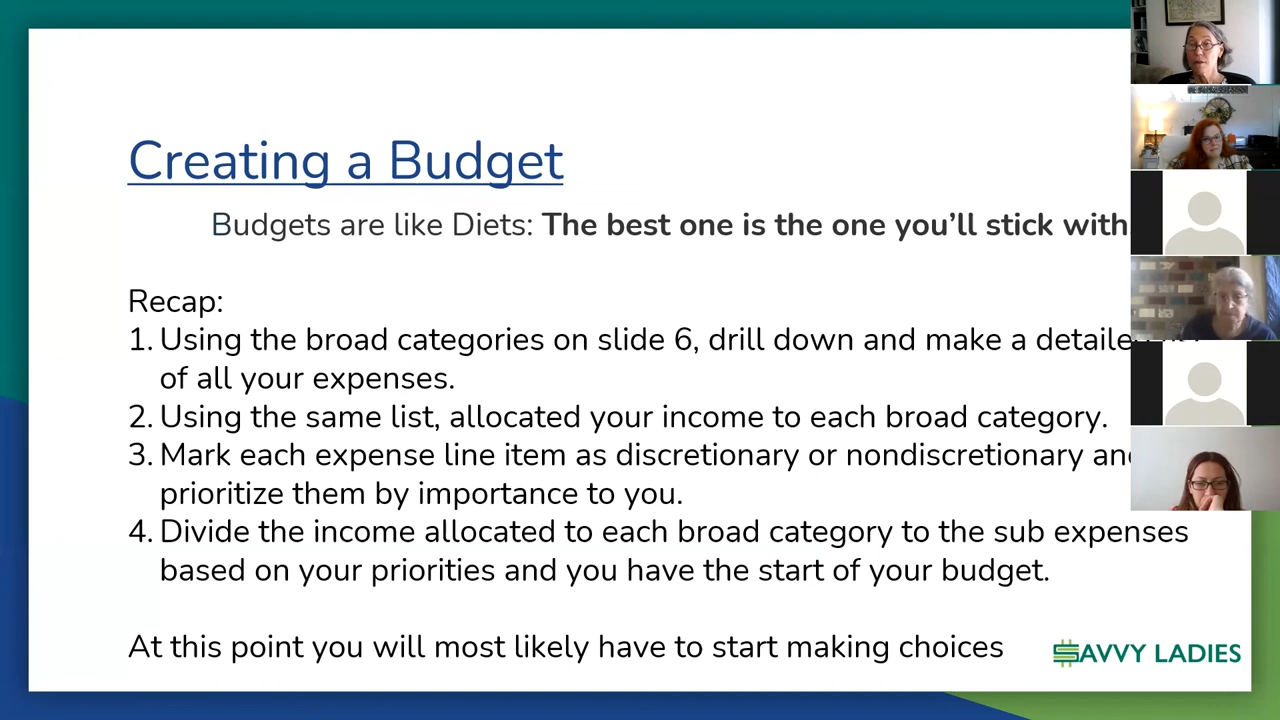 Creating a Budget
Budgets are like Diets: The best one is the one you'll stick with
Recap:
1. Using the broad categories on slide 6, drill down and make a
of all your expenses.
2. Using the same list, allocated your income to each broad category.
3. Mark each expense line item as discretionary or nondiscretionary
prioritize them by importance to you.
4. Divide the income allocated to each broad category to the sub expenses
based on your priorities and you have the start of your budget.
At this point you will most likely have to start making choices
SAVVY LADIES